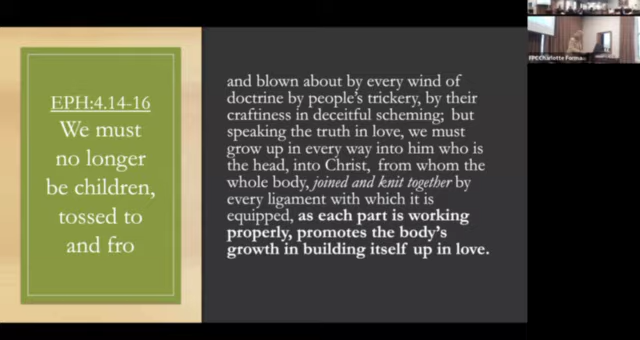 EPH:4.14-16
We must
no longer
be children,
tossed to
and fro
and blown about by every wind of
doctrine by people's trickery, by their
craftiness in deceitful scheming; but
speaking the truth in love, we must
grow up in every way into him who is
the head, into Christ, from whom the
whole body, joined and knit together by
every ligament with which it is
equipped, as each part is working
properly, promotes the body's
growth in building itself up in love.